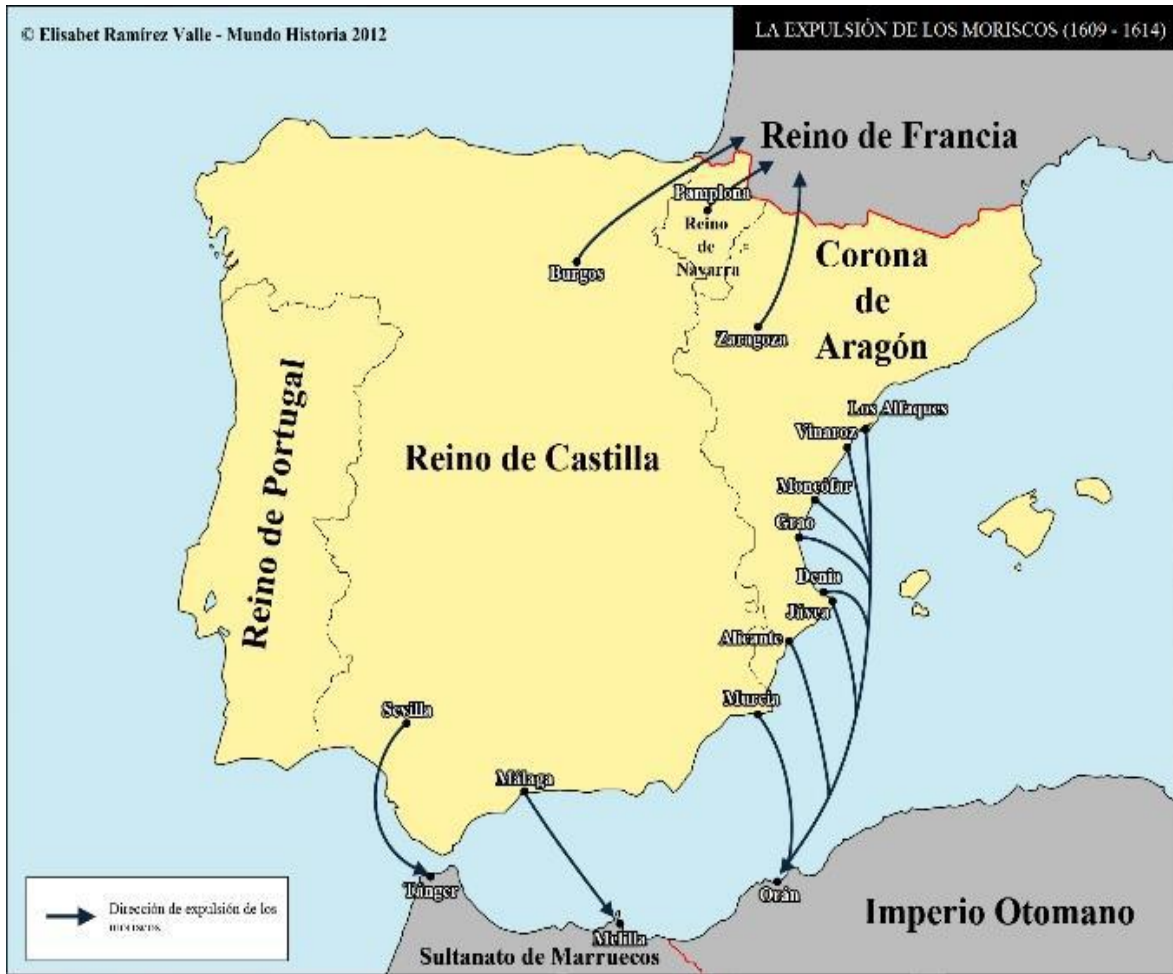 © Elisabet Ramírez Valle - Mundo Historia 2012
LA EXPULSIÓN DE LOS MORISCOS (1609 - 1614)
Reino de Francia
Pamplona
Reino
de
Navarra
Burgos
Corona
de
Aragón
Zaragoza
Los Alfaques
Vinaroz
Moncófar
Grao
Denia
Jávea
Alicante
Murcia
Reino de Portugal
Reino de Castilla
Sevilla
Málaga
Tánger
Melilla
Orán
Imperio Otomano
Sultanato de Marruecos
Dirección de expulsión de los
moriscos.